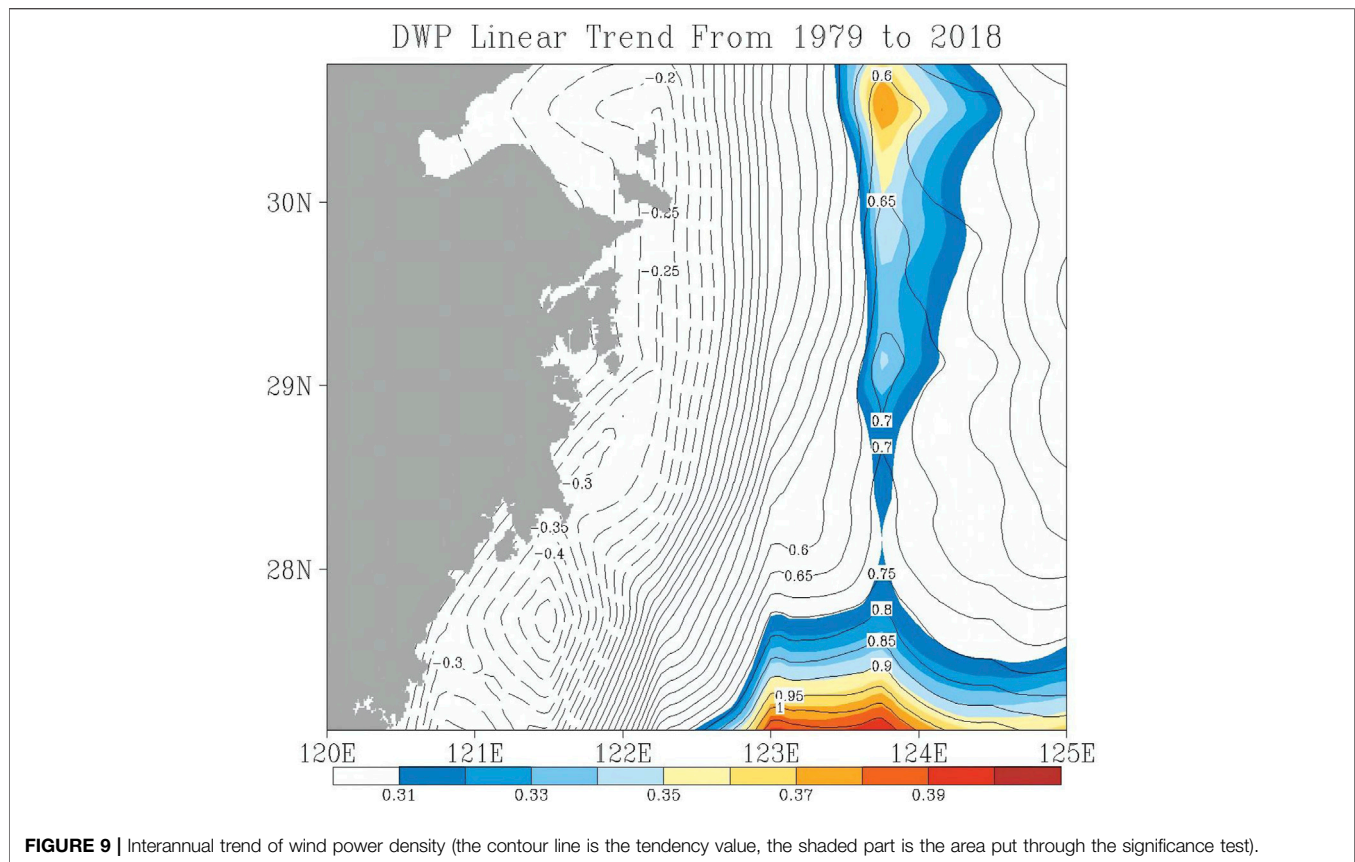 DWP Linear Trend From 1979 to 2018
-0.2
0.6
30N
0.65
-0.25
-0.25
29N
0.7
0.7
-0.3
-0.35
-0.4
0.6
28N
0.65
0.75
0.8
0.85
-0.3
0.9
0.95
1
120E 121E 122E 123E 124E 125E
0.31 0.33 0.35 0.37 0.39
FIGURE 9 | Interannual trend of wind power density (the contour line is the tendency value, the shaded part is the area put through the significance test).